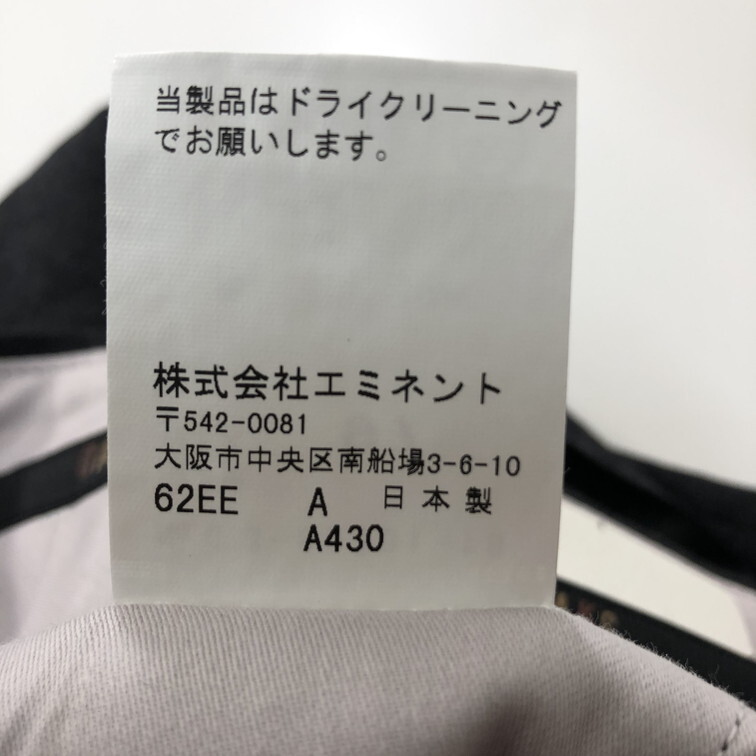 当製品はドライクリーニング
でお願いします。
株式会社エミネント
〒542-0081
大阪市中央区南船場3-6-10
62EE A 日本製
A430